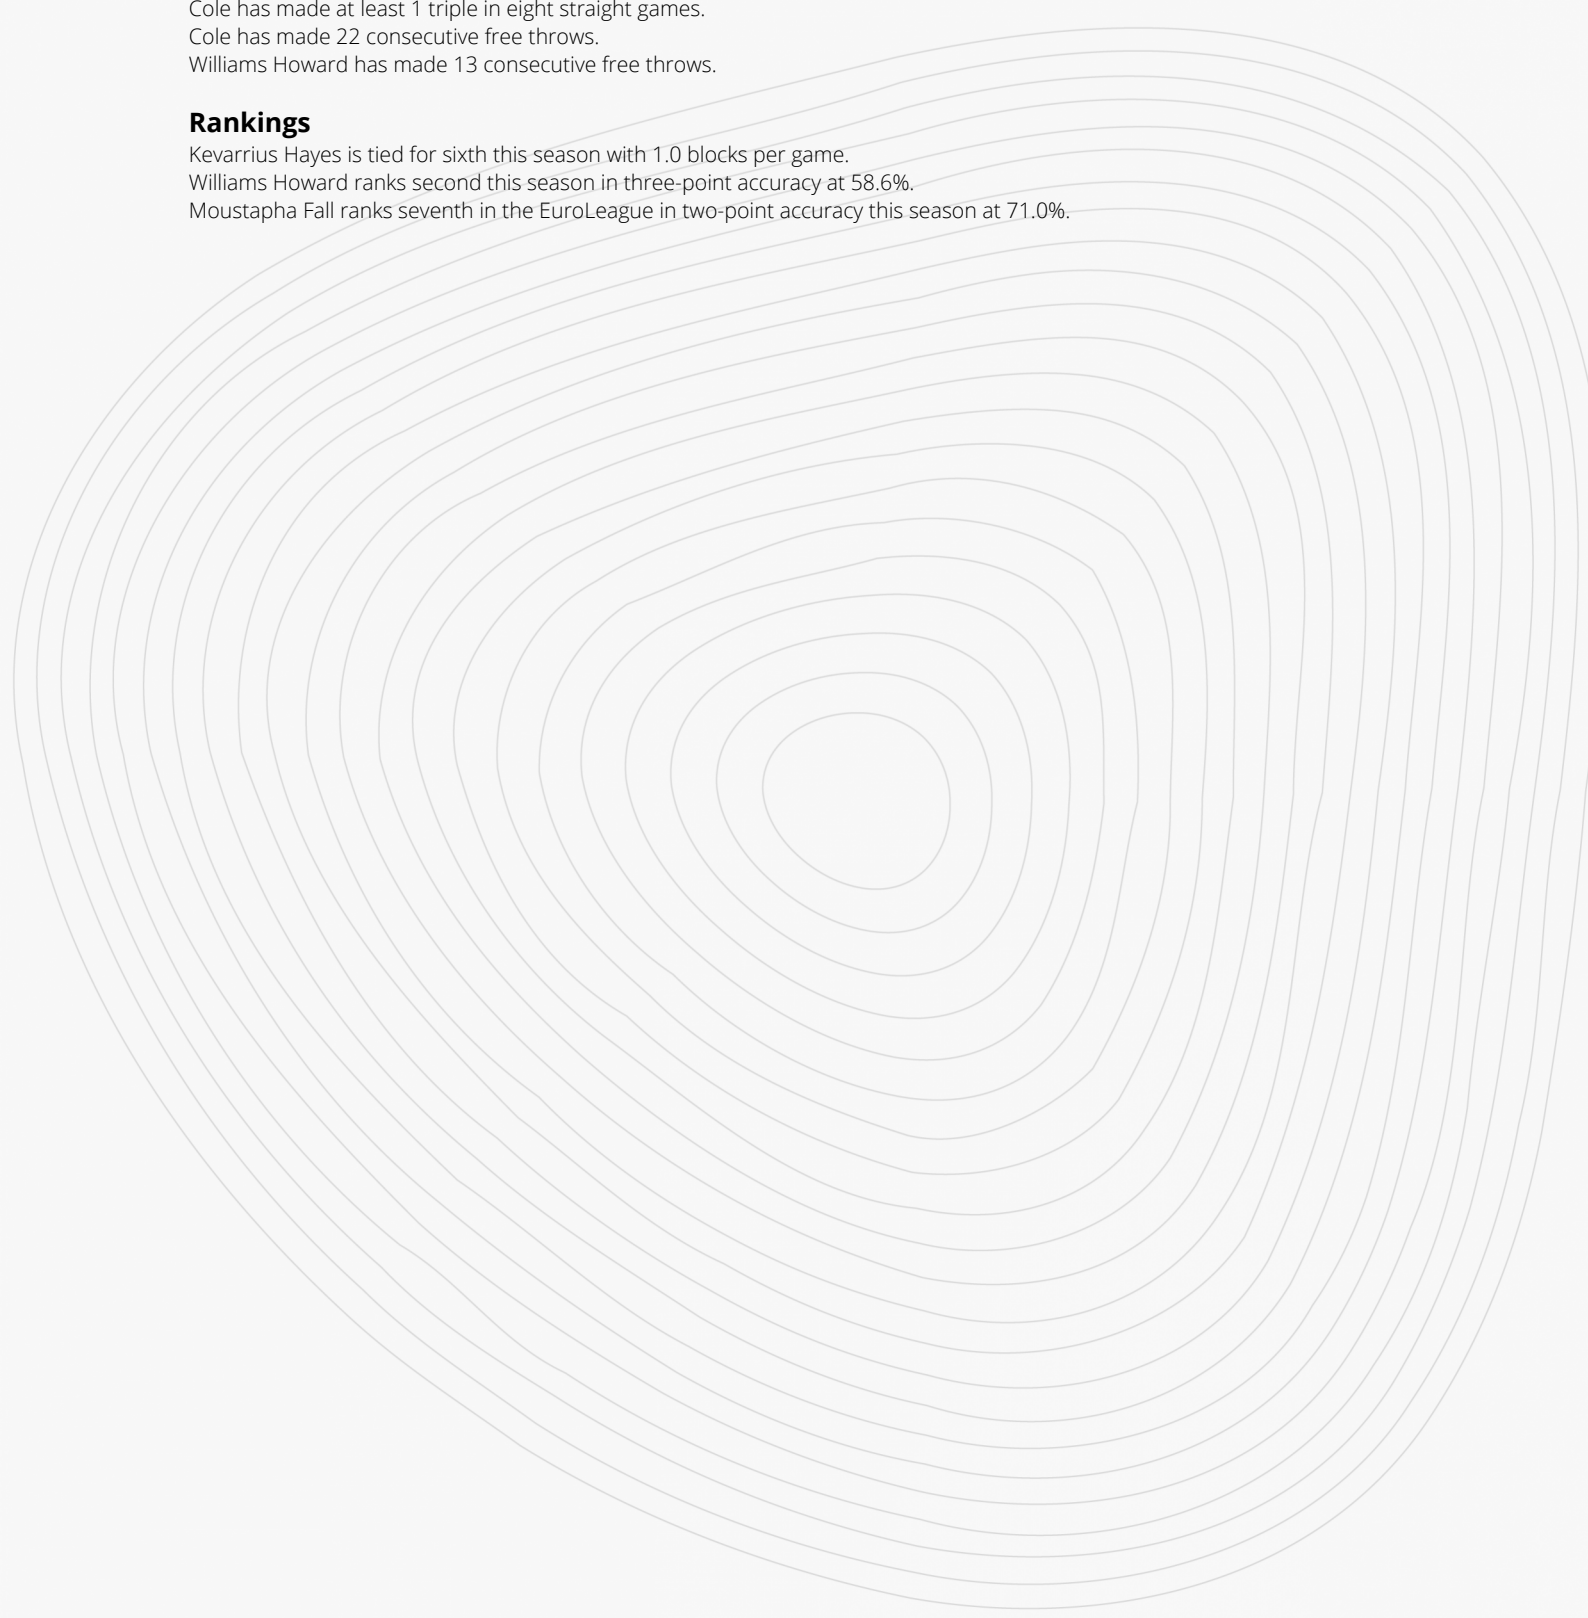 Cole has made at least 1 triple in eight straight games.
Cole has made 22 consecutive free throws.
Williams Howard has made 13 consecutive free throws.
Rankings
Kevarrius Hayes is tied for sixth this season with 1.0 blocks per game.
Williams Howard ranks second this season in three-point accuracy at 58.6%.
Moustapha Fall ranks seventh in the EuroLeague in two-point accuracy this season at 71.0%.